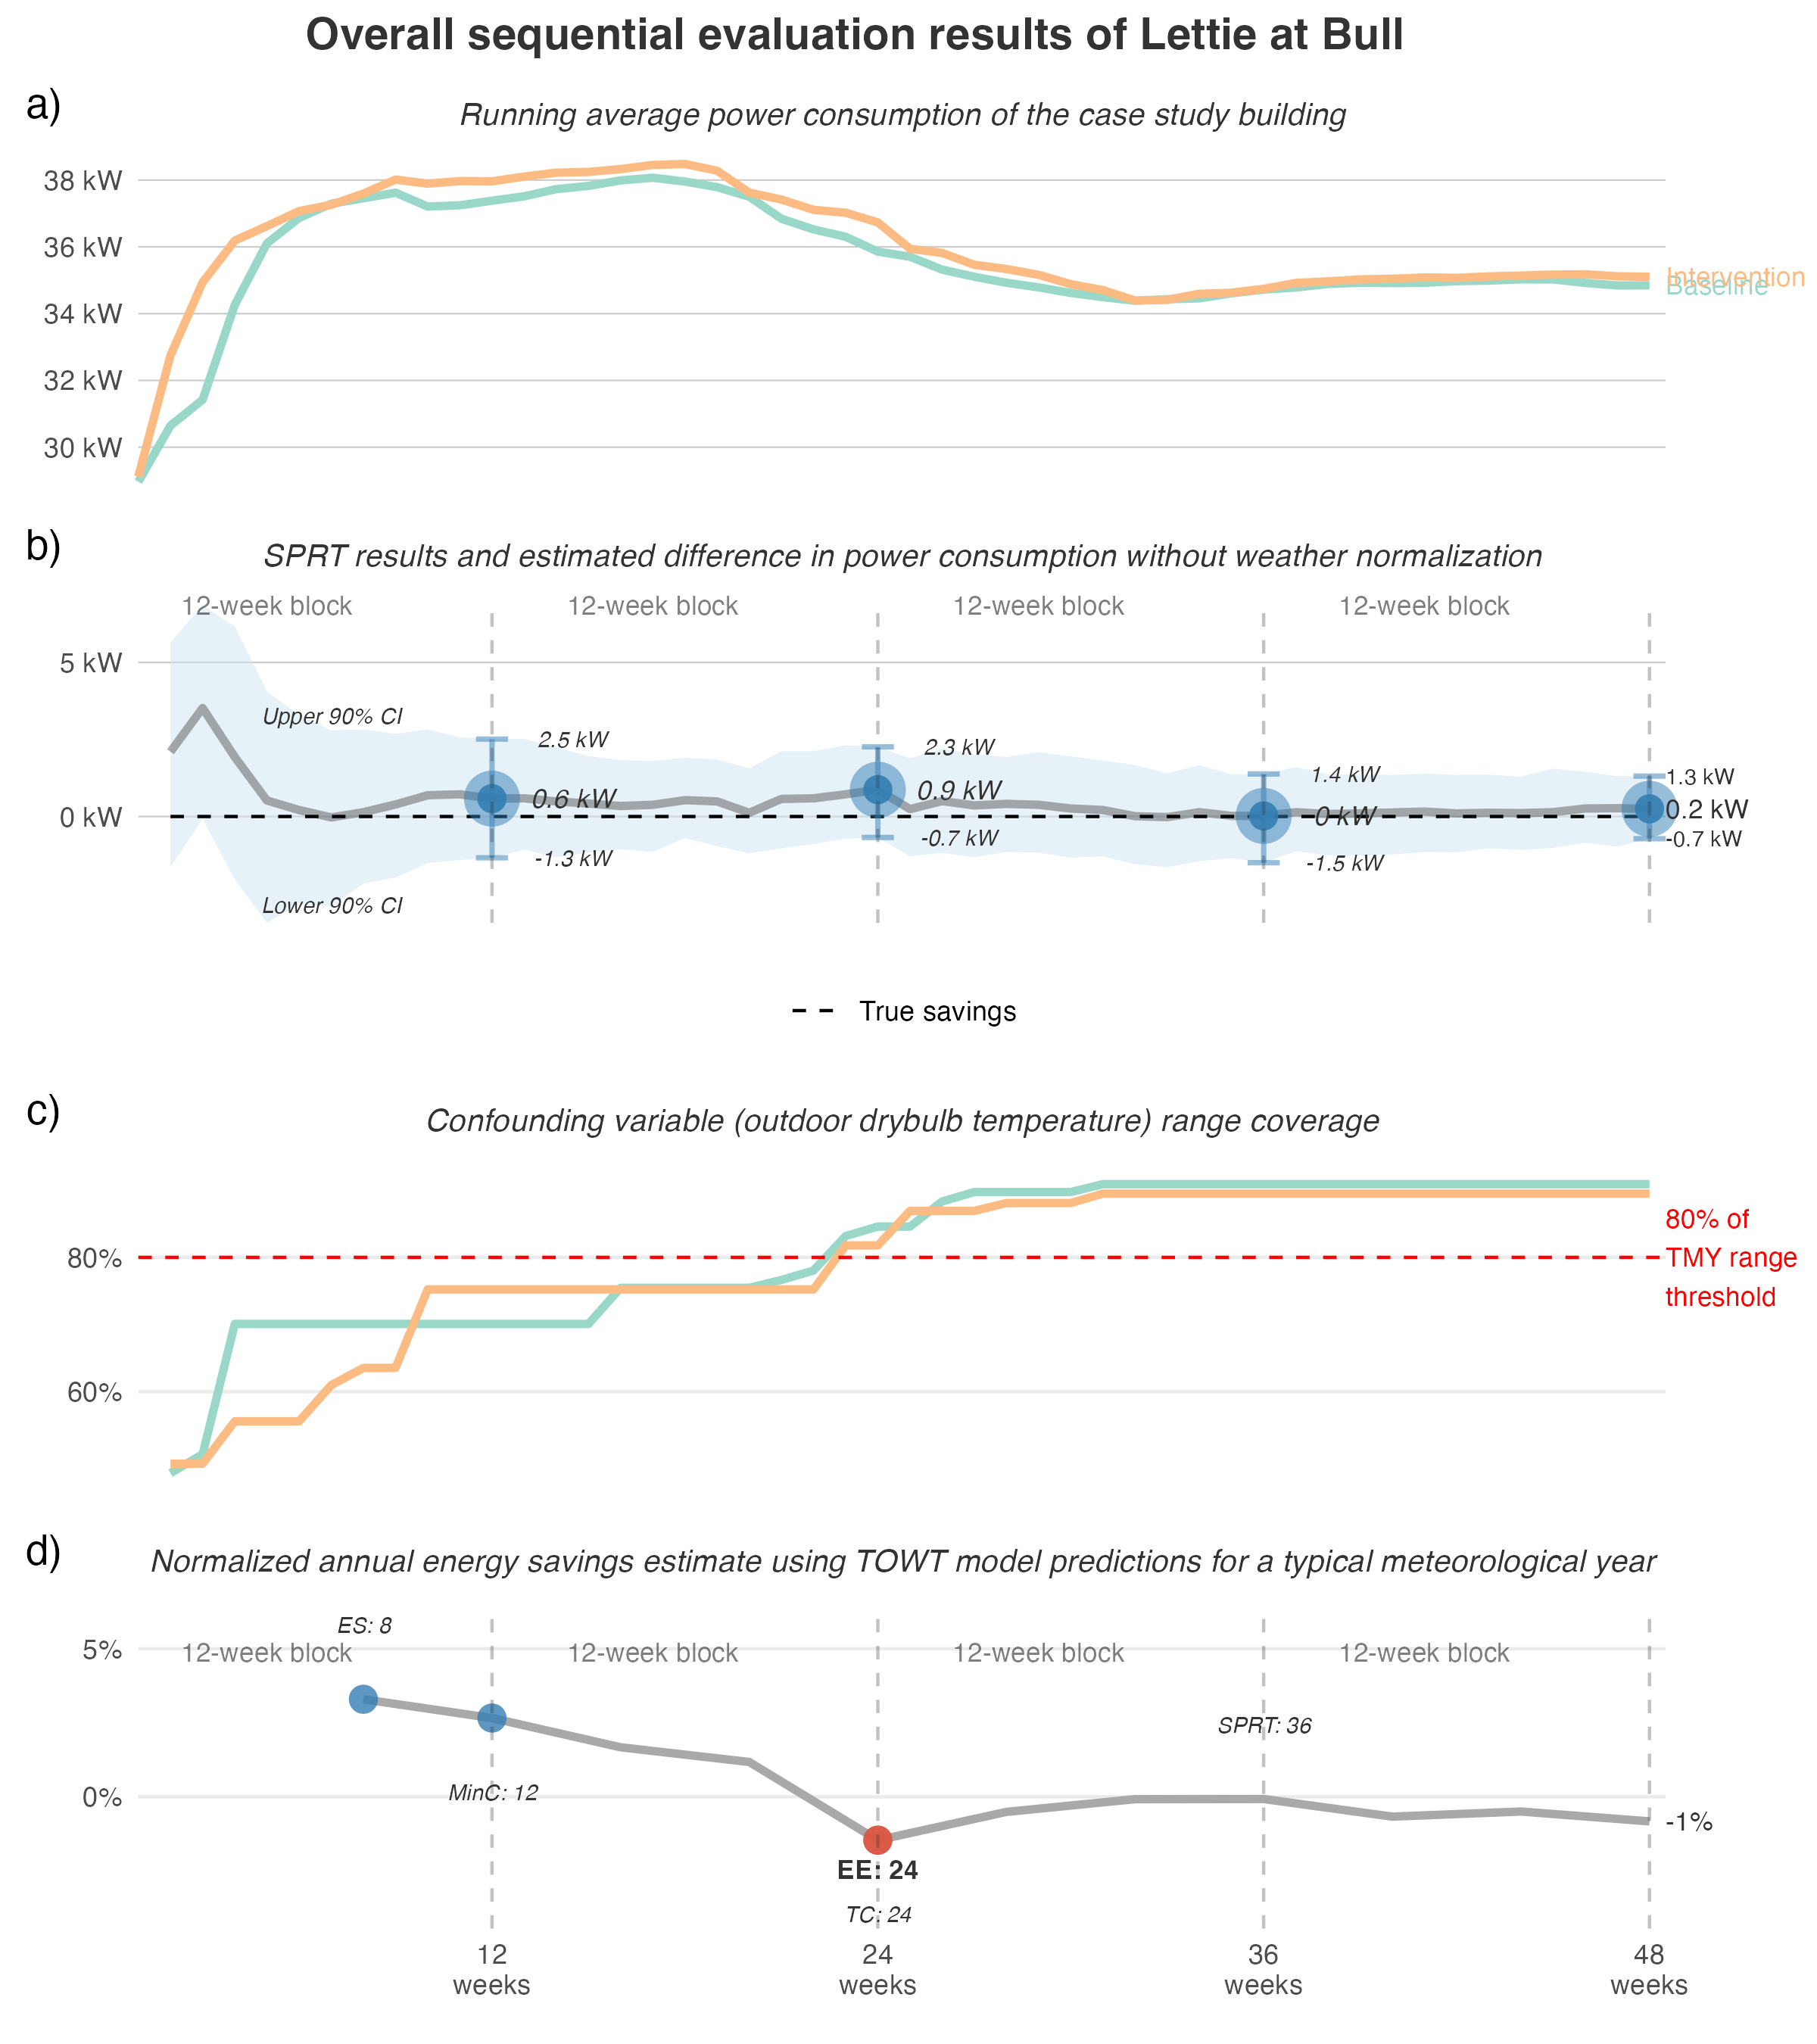 Overall sequential evaluation results of Lettie at Bull
a)
Running average power consumption of the case study building
38 kW
36 kW
34 kW
32 kW
30 kW
Intervention
Baseline
b)
SPRT results and estimated difference in power consumption without weather normalization
12-week block
12-week block
12-week block
12-week block
5 kW
0 kW
Upper 90% CI
Lower 90% CI
2.5 kW
0.6 kW
-1.3 kW
2.3 kW
0.9 kW
-0.7 kW
1.4 kW
0 kW
-1.5 kW
1.3 kW
0.2 kW
-0.7 kW
True savings
c)
Confounding variable (outdoor drybulb temperature) range coverage
80%
60%
80% of
TMY range
threshold
d)
Normalized annual energy savings estimate using TOWT model predictions for a typical meteorological year
ES: 8
5%
12-week block
12-week block
12-week block
12-week block
SPRT: 36
MinC: 12
0%
-1%
EE: 24
TC: 24
12
weeks
24
weeks
36
weeks
48
weeks